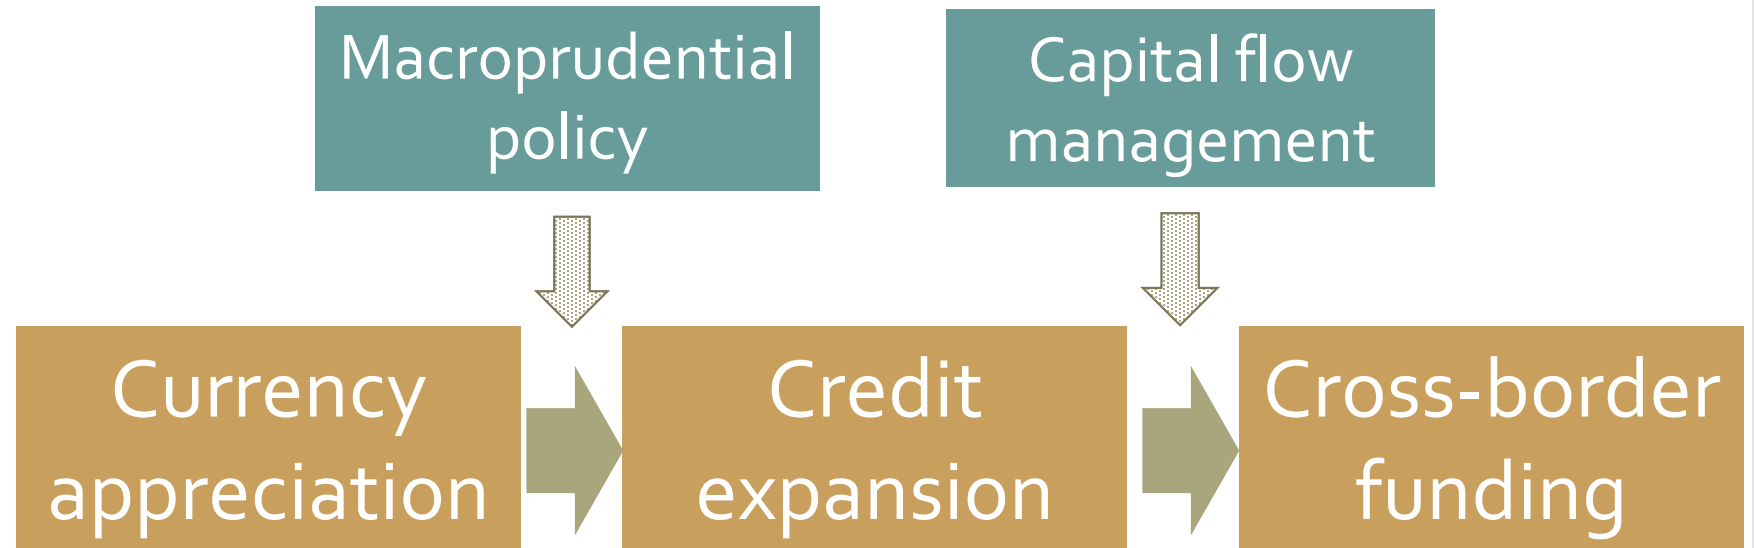 Macroprudential
policy
Capital flow
management
Currency
appreciation
Credit
expansion
Cross-border
funding